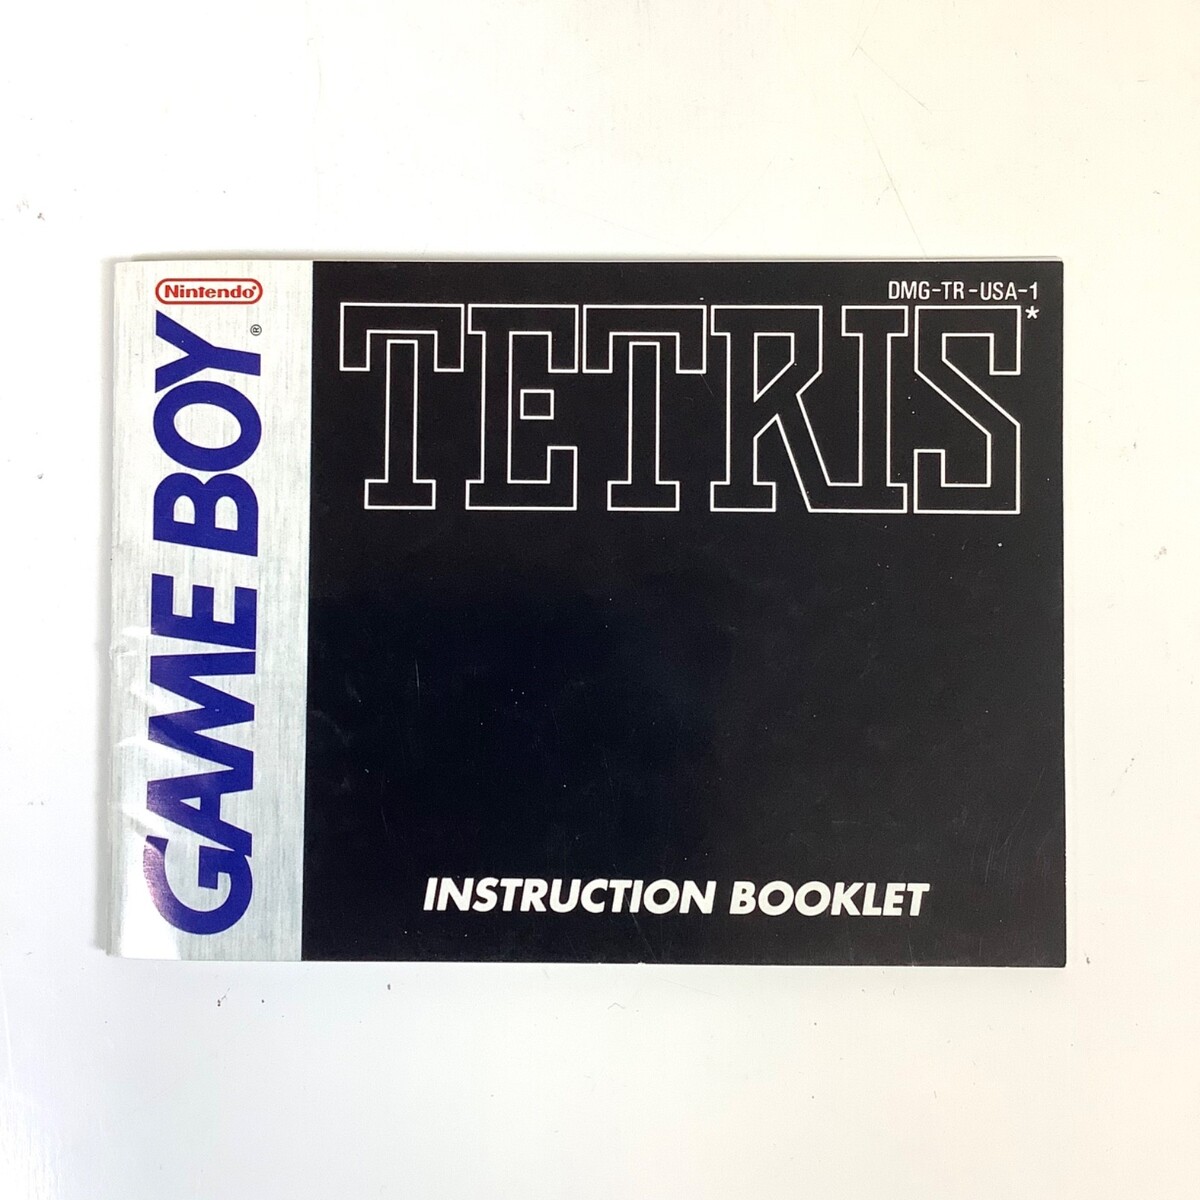 Nintendo®
GAME BOY®
DMG-TR-USA-1
TETRIS*
INSTRUCTION BOOKLET